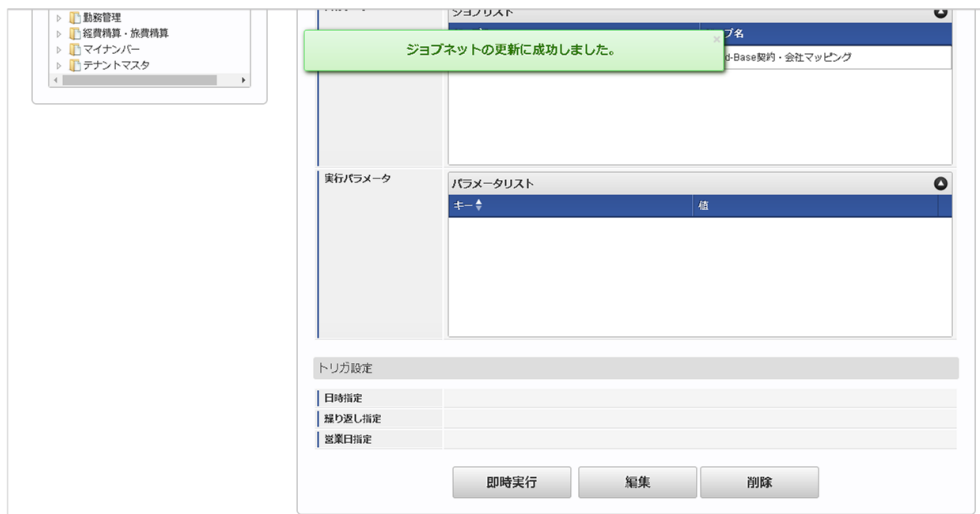 勤務管理
経費精算・旅費精算
マイナンバー
テナントマスタ
ジョブリスト
ブ名
ジョブネットの更新に成功しました。
×
d-Base契約・会社マッピング
実行パラメータ
パラメータリスト
キー
値
トリガ設定
日時指定
繰り返し指定
営業日指定
即時実行
編集
削除